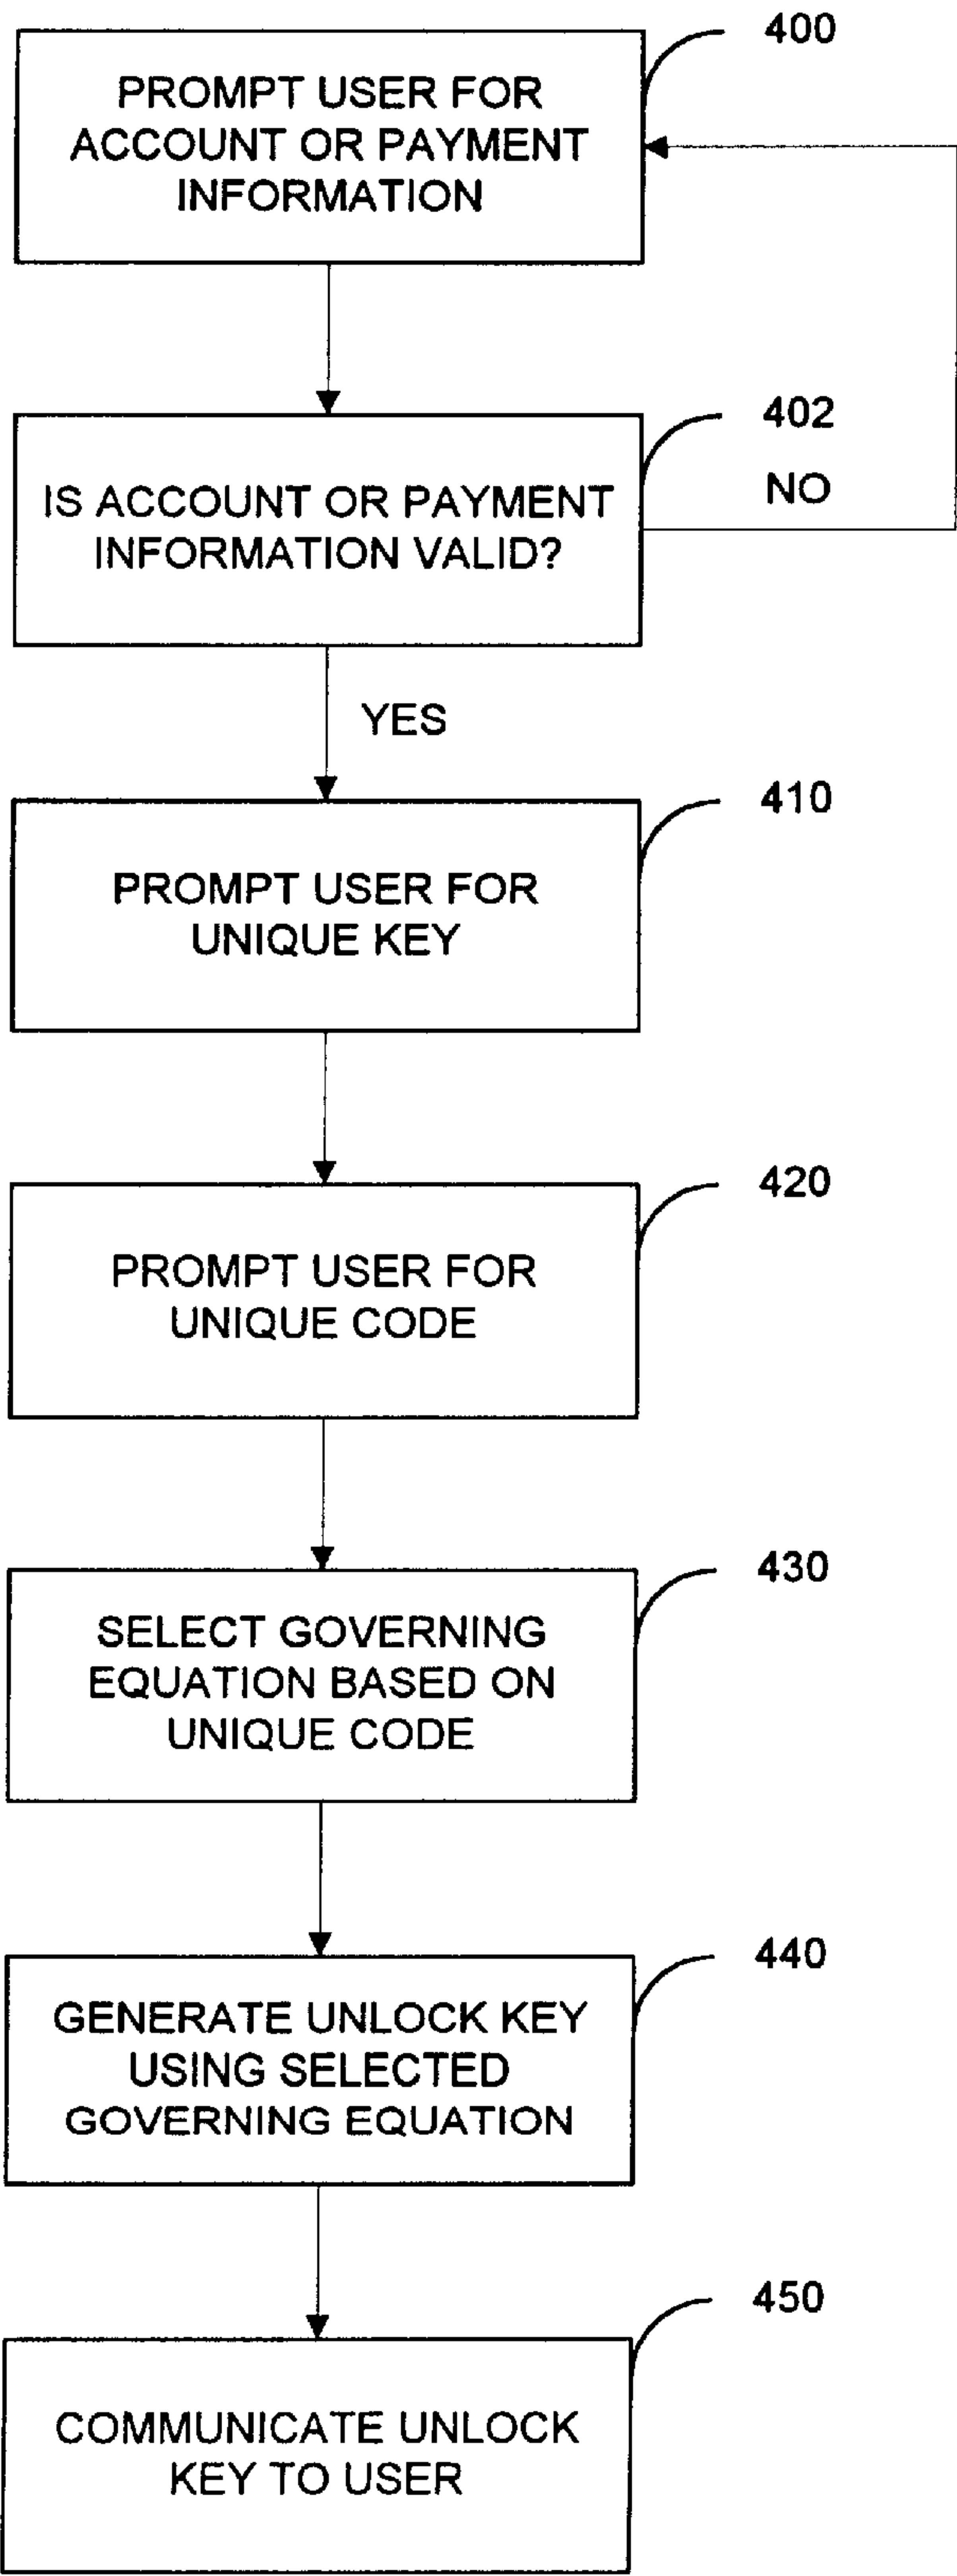 400
PROMPT USER FOR
ACCOUNT OR PAYMENT
INFORMATION
402
NO
IS ACCOUNT OR PAYMENT
INFORMATION VALID?
YES
410
PROMPT USER FOR
UNIQUE KEY
420
PROMPT USER FOR
UNIQUE CODE
430
SELECT GOVERNING
EQUATION BASED ON
UNIQUE CODE
440
GENERATE UNLOCK KEY
USING SELECTED
GOVERNING EQUATION
450
COMMUNICATE UNLOCK
KEY TO USER